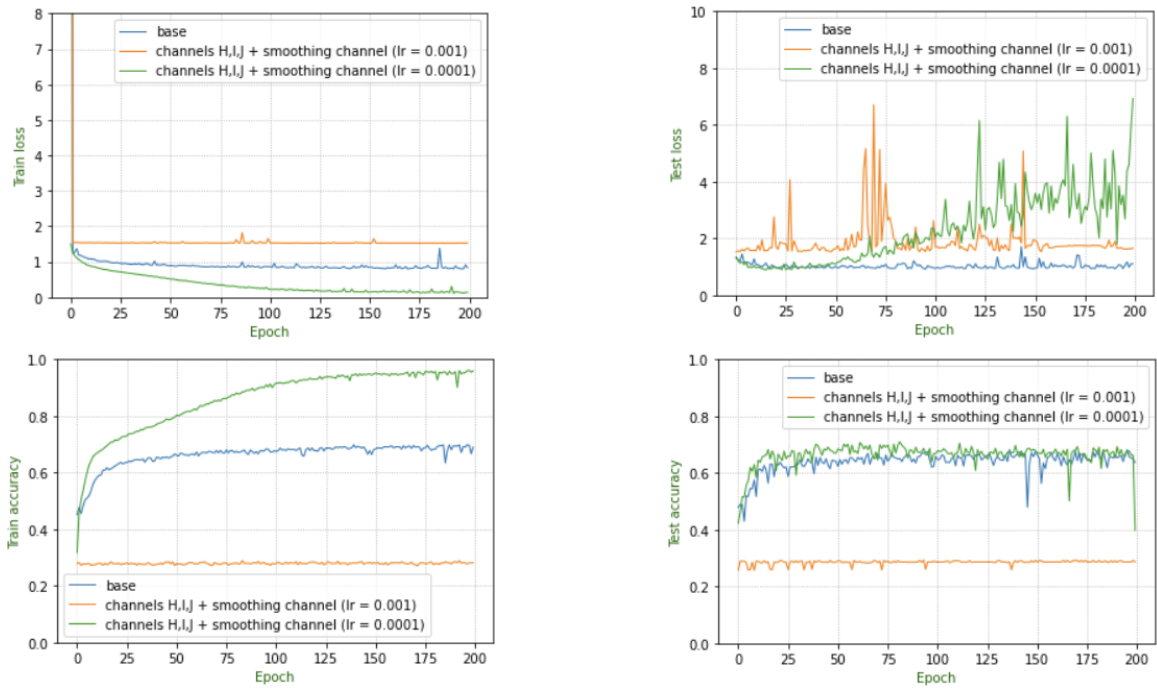 8
7
6
5
4
3
2
1
0
Train loss
base
channels H,I,J + smoothing channel (lr = 0.001)
channels H,I,J + smoothing channel (lr = 0.0001)
0 25 50 75 100 125 150 175 200
Epoch
10
8
6
4
2
0
Test loss
base
channels H,I,J + smoothing channel (lr = 0.001)
channels H,I,J + smoothing channel (lr = 0.0001)
0 25 50 75 100 125 150 175 200
Epoch
1.0
0.8
0.6
0.4
0.2
0.0
Train accuracy
base
channels H,I,J + smoothing channel (lr = 0.001)
channels H,I,J + smoothing channel (lr = 0.0001)
0 25 50 75 100 125 150 175 200
Epoch
1.0
0.8
0.6
0.4
0.2
0.0
Test accuracy
base
channels H,I,J + smoothing channel (lr = 0.001)
channels H,I,J + smoothing channel (lr = 0.0001)
0 25 50 75 100 125 150 175 200
Epoch